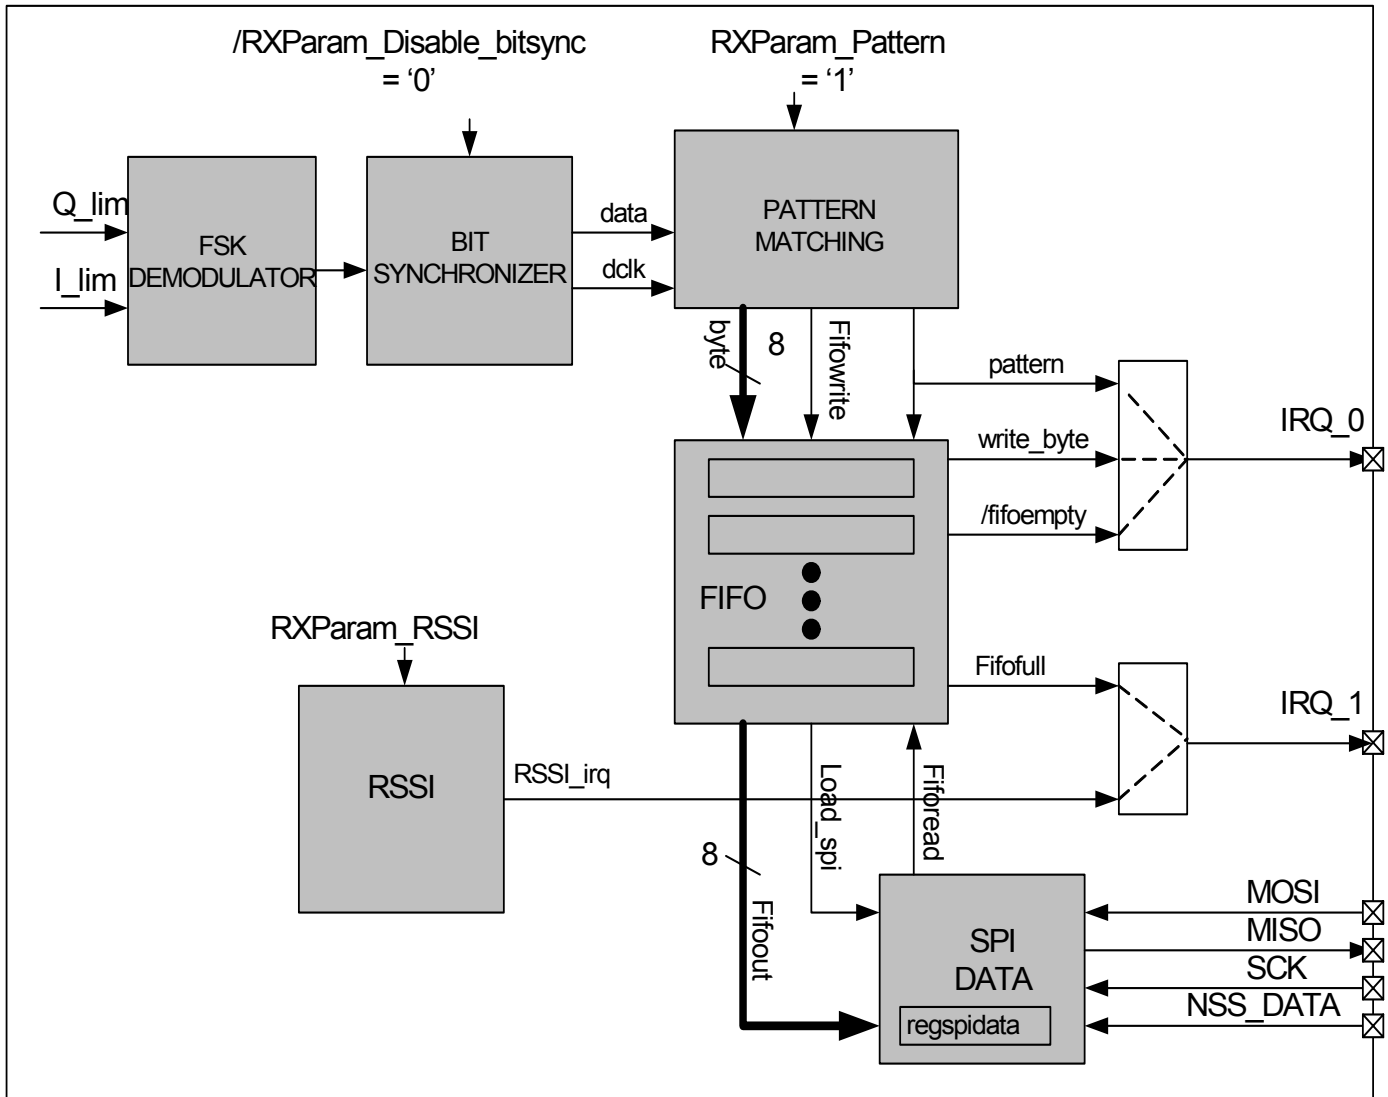 /RXParam_Disable_bitsync
= ‘0’
RXParam_Pattern
= ‘1’
Q_lim
I_lim
FSK
DEMODULATOR
BIT
SYNCHRONIZER
data
dclk
PATTERN
MATCHING
byte
8
Fifowrite
pattern
write_byte
/fifoempty
IRQ_0
FIFO
Fifofull
IRQ_1
RXParam_RSSI
RSSI
RSSI_irq
Load_spi
Fiforead
8
Fifoout
SPI
DATA
regspidata
MOSI
MISO
SCK
NSS_DATA